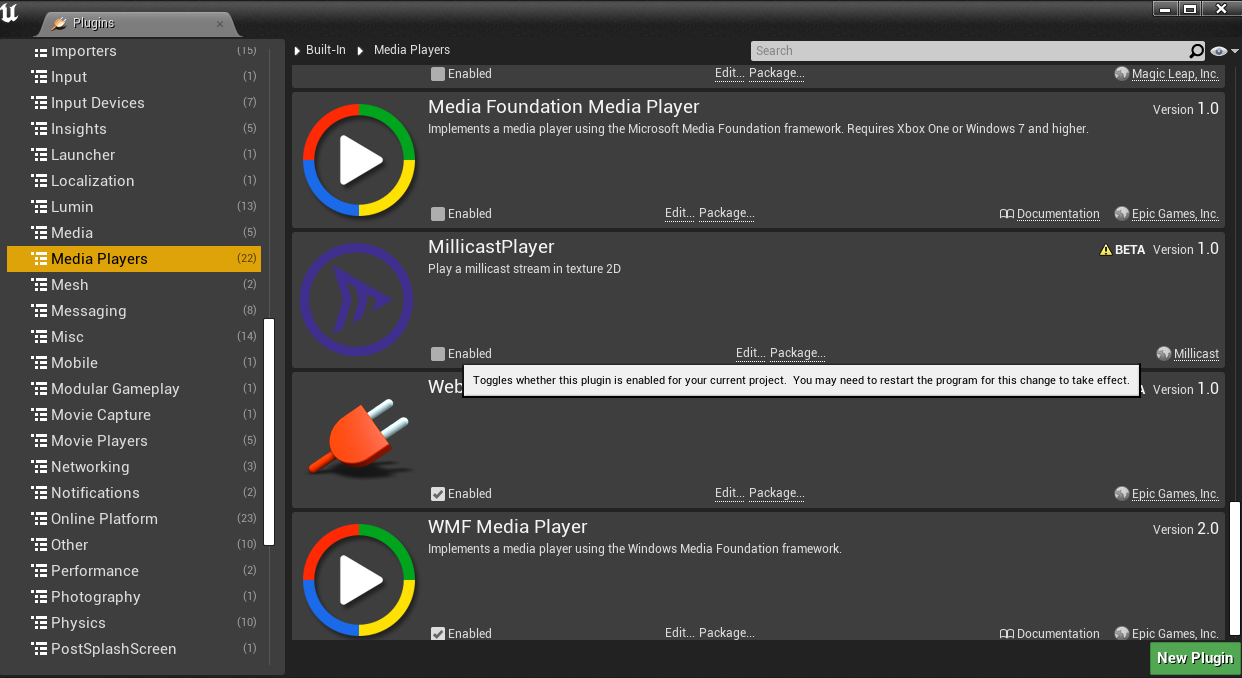 Plugins
Importers (15)
Input (1)
Input Devices (7)
Insights (5)
Launcher (1)
Localization (1)
Lumin (13)
Media (5)
Media Players (22)
Mesh (2)
Messaging (8)
Misc (14)
Mobile (1)
Modular Gameplay (1)
Movie Capture (1)
Movie Players (5)
Networking (3)
Notifications (2)
Online Platform (23)
Other (10)
Performance (2)
Photography (1)
Physics (10)
PostSplashScreen (1)
Built-In Media Players
Search
Enabled Edit... Package... Magic Leap, Inc.
Media Foundation Media Player Version 1.0
Implements a media player using the Microsoft Media Foundation framework. Requires Xbox One or Windows 7 and higher.
Enabled Edit... Package... Documentation Epic Games, Inc.
MillicastPlayer BETA Version 1.0
Play a millicast stream in texture 2D
Enabled Edit... Package... Millicast
Toggles whether this plugin is enabled for your current project. You may need to restart the program for this change to take effect.
Web Version 1.0
Enabled Edit... Package... Epic Games, Inc.
WMF Media Player Version 2.0
Implements a media player using the Windows Media Foundation framework.
Enabled Edit... Package... Documentation Epic Games, Inc.
New Plugin